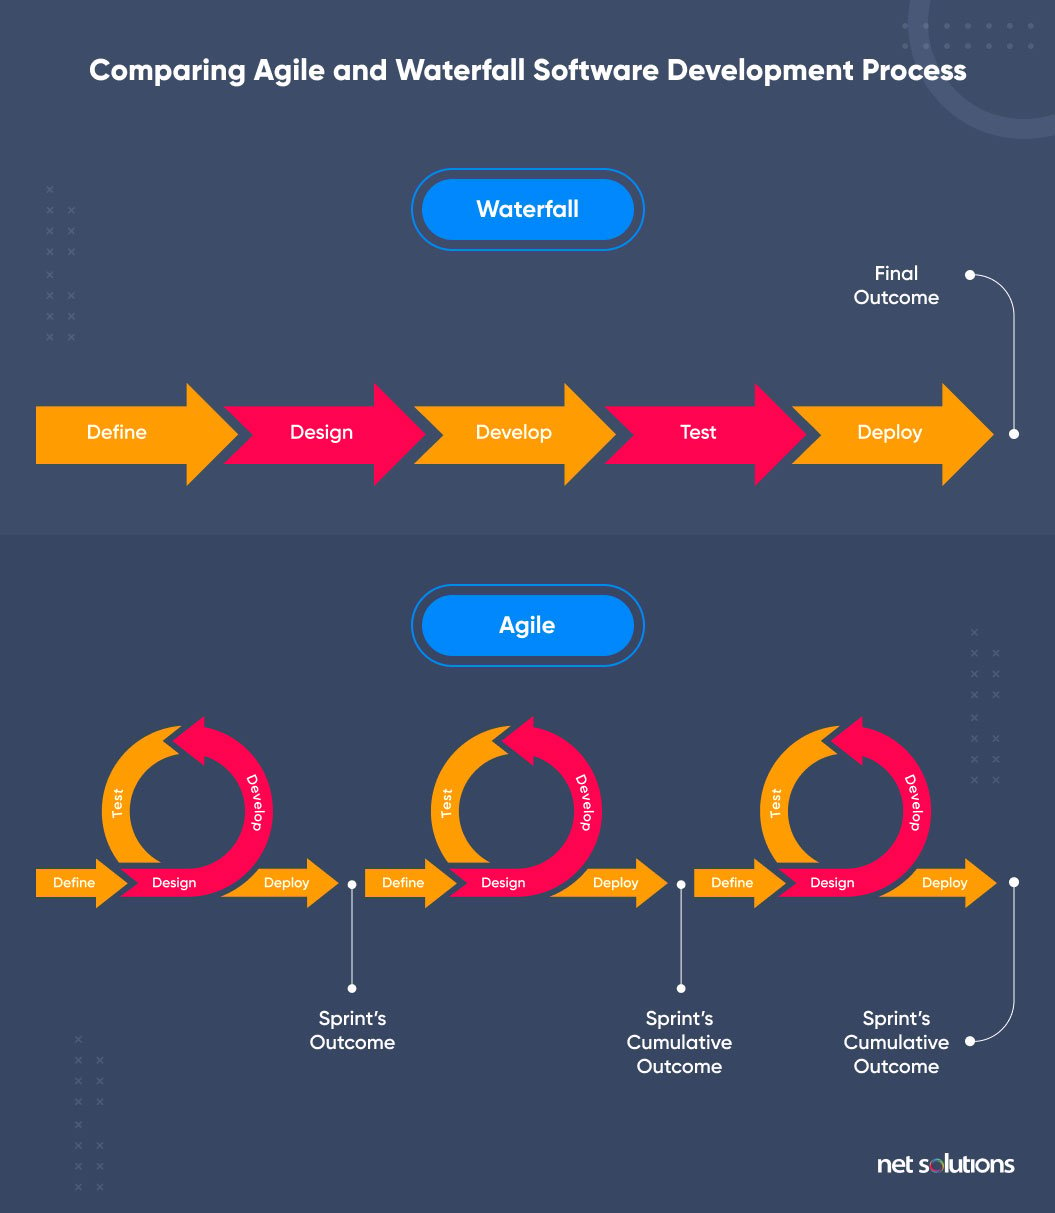 Comparing Agile and Waterfall Software Development Process
Waterfall
Final
Outcome
Define
Design
Develop
Test
Deploy
Agile
Test
Develop
Define
Design
Deploy
Test
Develop
Define
Design
Deploy
Test
Develop
Define
Design
Deploy
Sprint’s
Outcome
Sprint’s
Cumulative
Outcome
Sprint’s
Cumulative
Outcome
net solutions